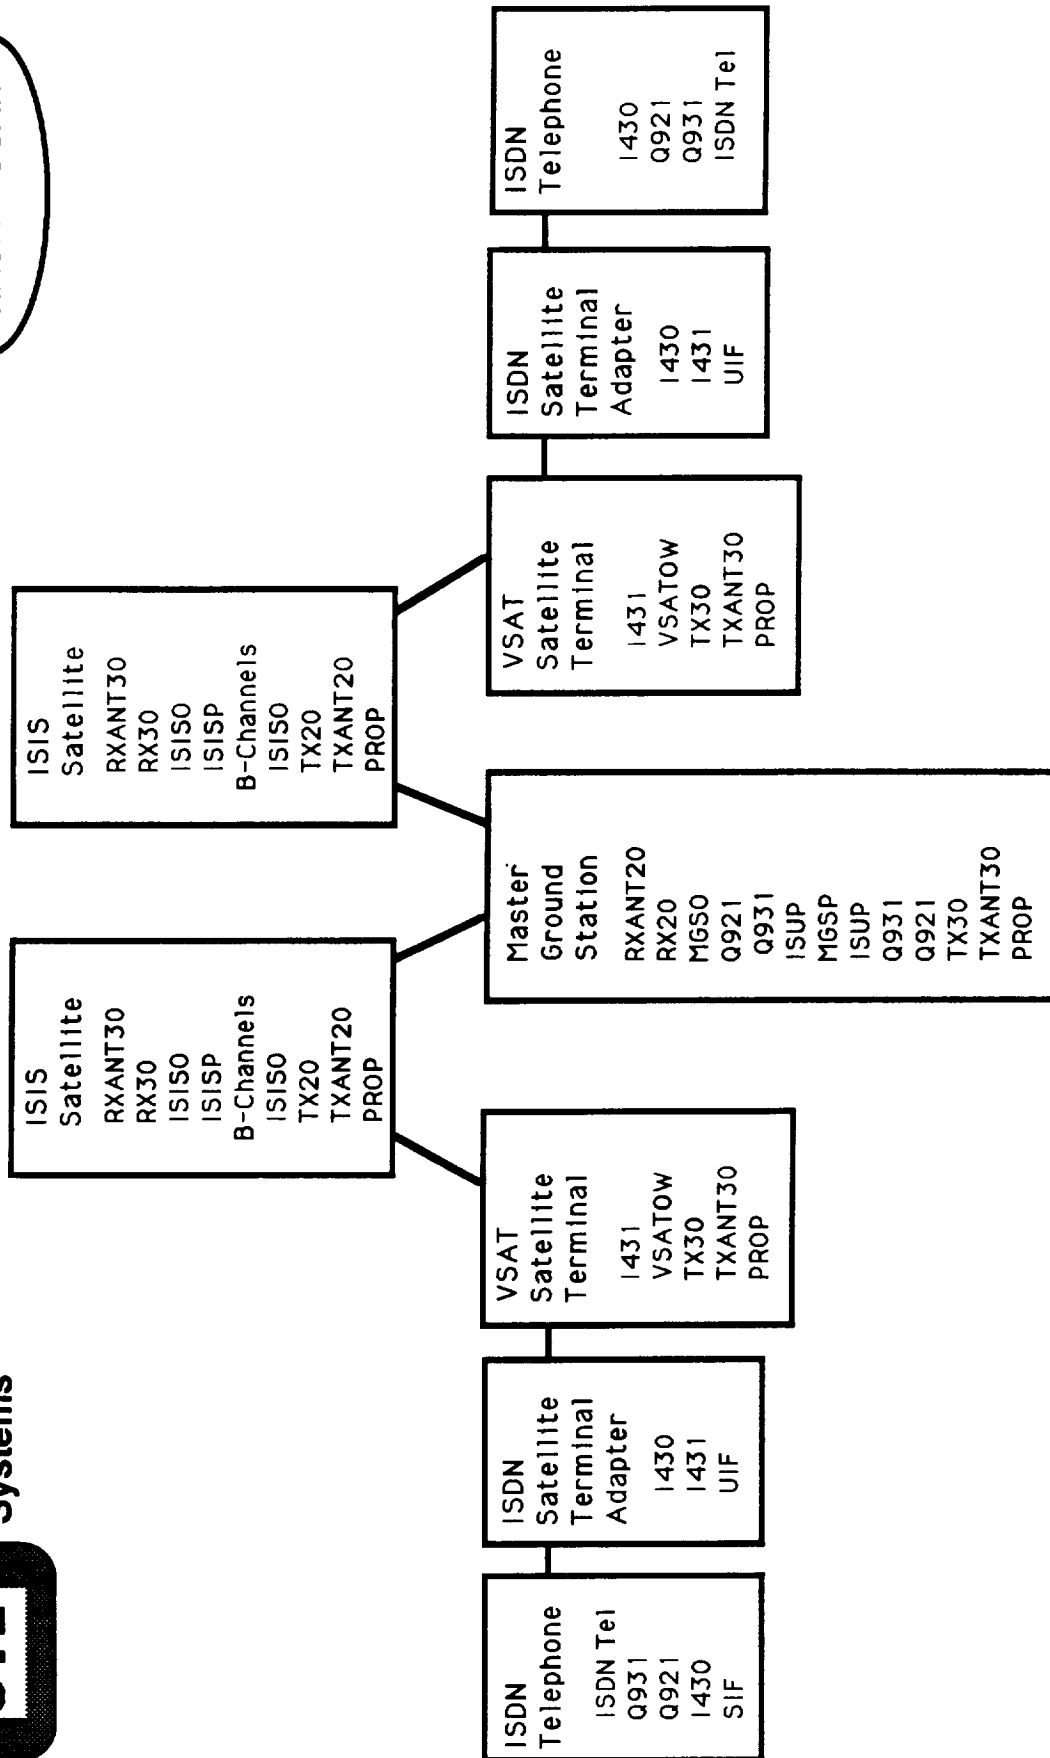 Systems
ISIS
Satellite
RXANT30
RX30
ISISO
ISISP
B-Channels
ISISO
TX20
TXANT20
PROP
ISIS
Satellite
RXANT30
RX30
ISISO
ISISP
B-Channels
ISISO
TX20
TXANT20
PROP
ISDN
Telephone
ISDN Tel
Q931
Q921
I430
SIF
ISDN
Satellite
Terminal
Adapter
I430
I431
UIF
VSAT
Satellite
Terminal
I431
VSATOW
TX30
TXANT30
PROP
Master
Ground
Station
RXANT20
RX20
MGSO
Q921
Q931
ISUP
MGSP
ISUP
Q931
Q921
TX30
TXANT30
PROP
VSAT
Satellite
Terminal
I431
VSATOW
TX30
TXANT30
PROP
ISDN
Satellite
Terminal
Adapter
I430
I431
UIF
ISDN
Telephone
I430
Q921
Q931
ISDN Tel